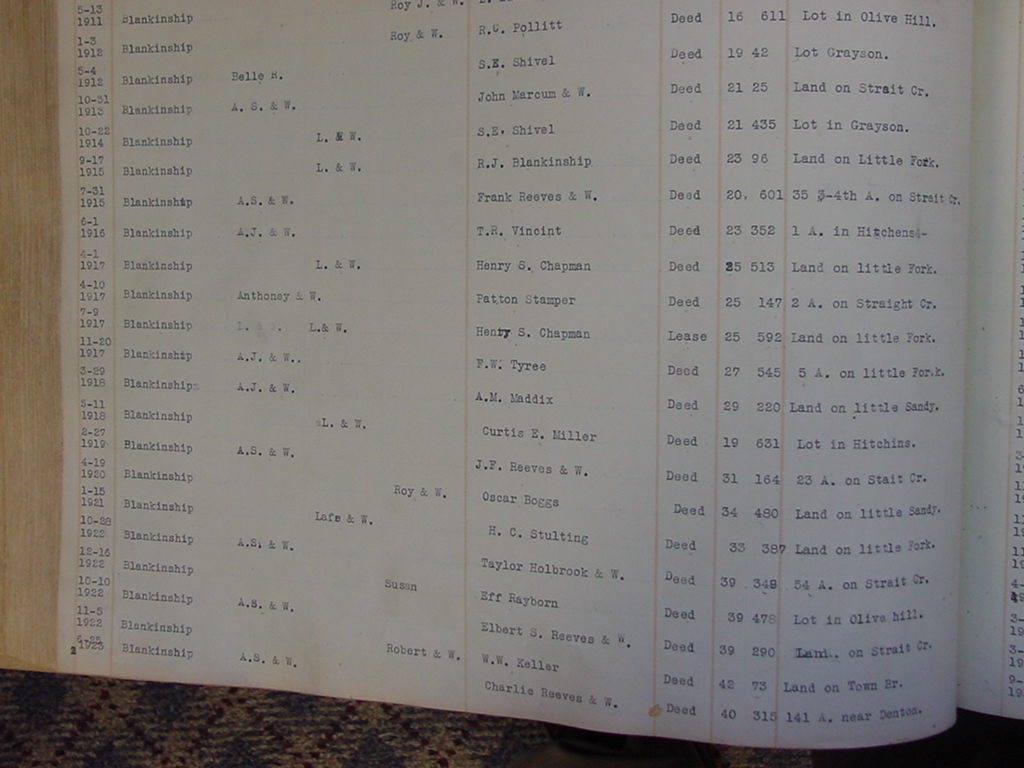 5-13 1911 Blankinship Roy J. & W.
1-3 1912 Blankinship Roy & W. R.G. Pollitt Deed 16 611 Lot in Olive Hill.
5-4 1912 Blankinship Belle R. S.E. Shivel Deed 19 42 Lot Grayson.
10-31 1913 Blankinship A. S. & W. John Marcum & W. Deed 21 25 Land on Strait Cr.
10-22 1914 Blankinship L. & W. S.E. Shivel Deed 21 435 Lot in Grayson.
9-17 1915 Blankinship L. & W. R.J. Blankinship Deed 23 96 Land on Little Fork.
7-31 1915 Blankinship A.S. & W. Frank Reeves & W. Deed 20, 601 35 3-4th A. on Strait Cr.
6-1 1916 Blankinship A.J. & W. T.R. Vincint Deed 23 352 1 A. in Hitchens-
4-1 1917 Blankinship L. & W. Henry S. Chapman Deed 25 513 Land on little Fork.
4-10 1917 Blankinship Anthoney & W. Patton Stamper Deed 25 147 2 A. on Straight Cr.
7-9 1917 Blankinship L.& W. Henry S. Chapman Lease 25 592 Land on little Fork.
11-20 1917 Blankinship A.J. & W.. F.W. Tyree Deed 27 545 5 A. on little Fork.
3-29 1918 Blankinship A.J. & W. A.M. Maddix Deed 29 220 Land on little Sandy.
5-11 1918 Blankinship L. & W. Curtis E. Miller Deed 19 631 Lot in Hitchins.
2-27 1919 Blankinship A.S. & W. J.F. Reeves & W. Deed 31 164 23 A. on Stait Cr.
4-19 1920 Blankinship Roy & W. Oscar Boggs Deed 34 480 Land on little Sandy.
1-15 1921 Blankinship Lafe & W. H. C. Stulting Deed 33 387 Land on little Fork.
10-28 1922 Blankinship A.S. & W. Taylor Holbrook & W. Deed 39 349 54 A. on Strait Cr.
12-16 1922 Blankinship Susan Eff Rayborn Deed 39 478 Lot in Olive hill.
10-10 1922 Blankinship A.S. & W. Elbert S. Reeves & W. Deed 39 290 Land. on Strait Cr.
11-5 1922 Blankinship Robert & W. W.W. Keller Deed 42 73 Land on Town Br.
1923 Blankinship A.S. & W. Charlie Reeves & W. Deed 40 315 141 A. near Denton.